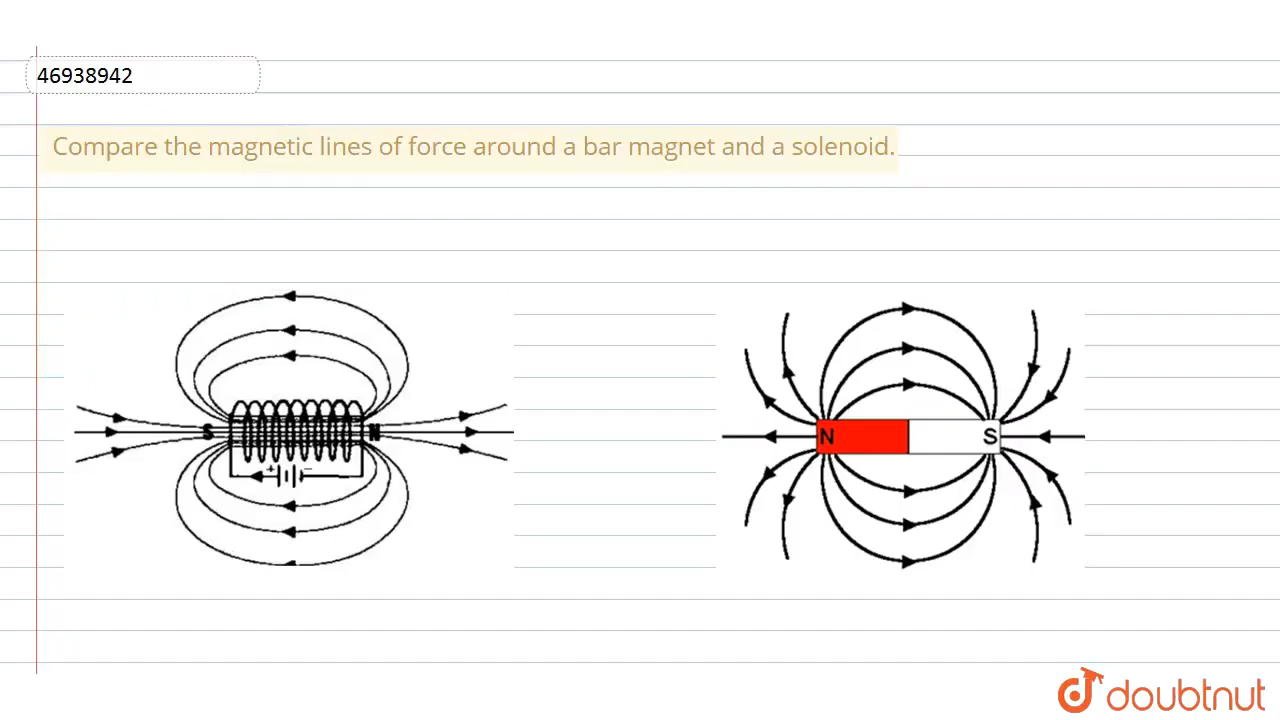 46938942
Compare the magnetic lines of force around a bar magnet and a solenoid.
S N
+ −
N S
doubtnut